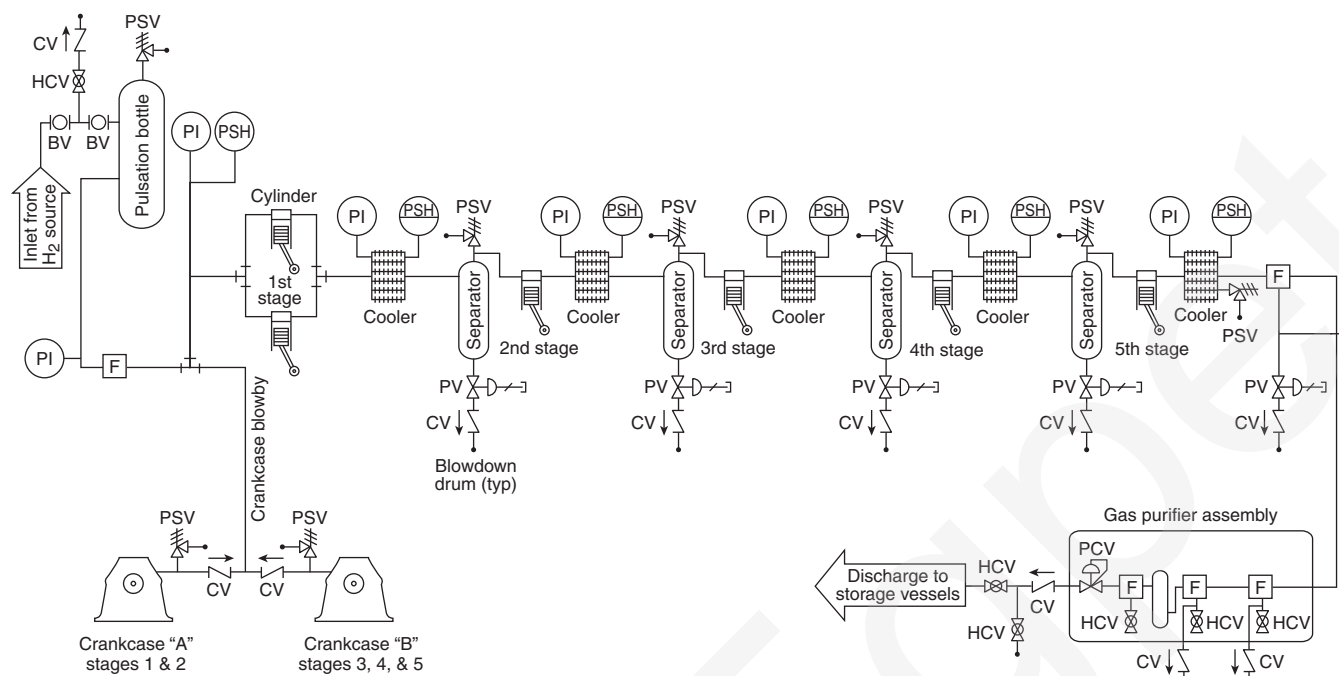 PSV
CV
HCV
BV
BV
Pulsation bottle
Inlet from
H2 source
PI
PSH
Cylinder
1st
stage
PI
F
PI
PSH
Cooler
PSV
Separator
2nd stage
PV
CV
Blowdown
drum (typ)
PI
PSH
Cooler
PSV
Separator
3rd stage
PV
CV
PI
PSH
Cooler
PSV
Separator
4th stage
PV
CV
PI
PSH
Cooler
PSV
Separator
5th stage
PV
CV
PI
PSH
Cooler
PSV
F
PV
CV
Crankcase blowby
PSV
PSV
CV
CV
Crankcase “A”
stages 1 & 2
Crankcase “B”
stages 3, 4, & 5
Gas purifier assembly
PCV
F
F
F
HCV
HCV
HCV
CV
CV
HCV
CV
HCV
Discharge to
storage vessels